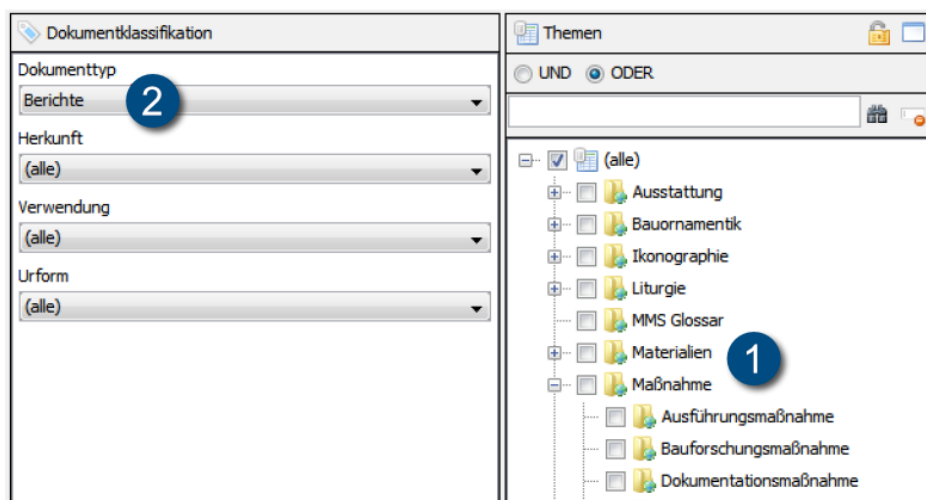 Dokumentklassifikation
Dokumenttyp
Berichte
2
Herkunft
(alle)
Verwendung
(alle)
Urform
(alle)
Themen
UND ODER
(alle)
Ausstattung
Bauornamentik
Ikonographie
Liturgie
MMS Glossar
Materialien
1
Maßnahme
Ausführungsmaßnahme
Bauforschungsmaßnahme
Dokumentationsmaßnahme